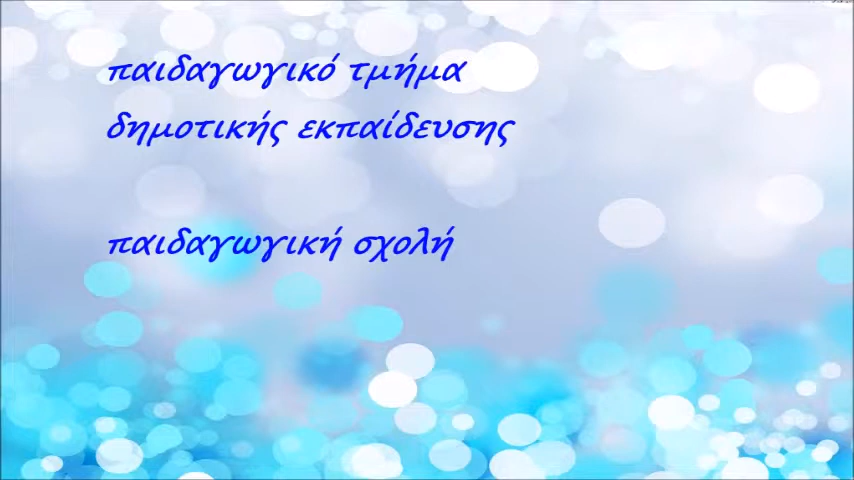 παιδαγωγικό τμήμα
δημοτικής εκπαίδευσης
παιδαγωγική σχολή